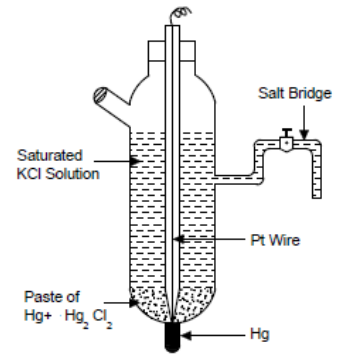 Salt Bridge
Saturated
KCl Solution
Pt Wire
Paste of
Hg+ · Hg₂ Cl₂
Hg